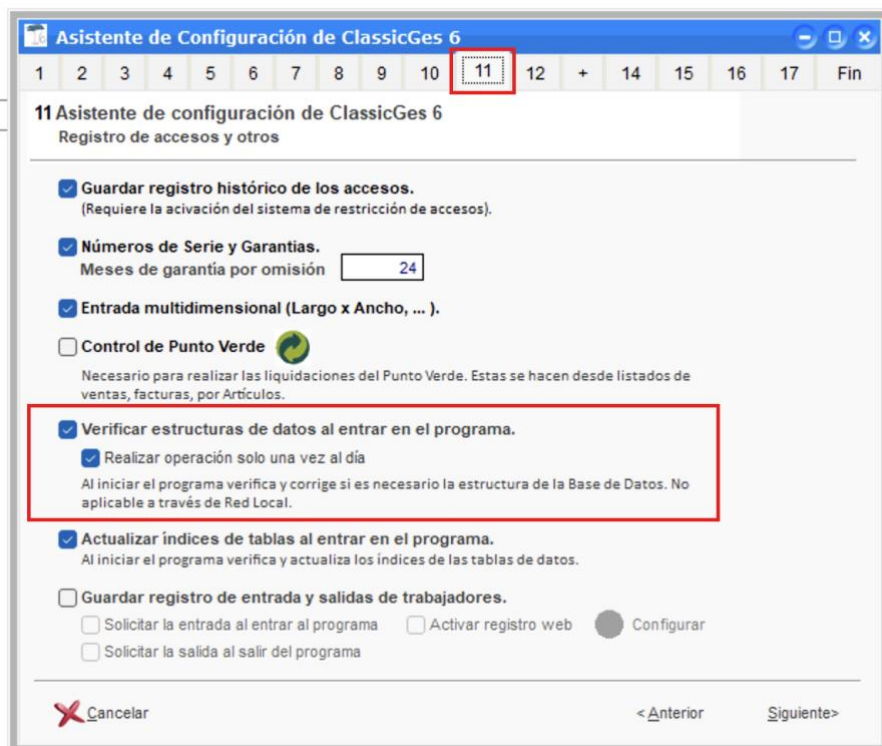 Asistente de Configuración de ClassicGes 6
1 2 3 4 5 6 7 8 9 10 11 12 + 14 15 16 17 Fin
11 Asistente de configuración de ClassicGes 6
Registro de accesos y otros
Guardar registro histórico de los accesos.
(Requiere la acivación del sistema de restricción de accesos).
Números de Serie y Garantias.
Meses de garantía por omisión 24
Entrada multidimensional (Largo x Ancho, ... ).
Control de Punto Verde
Necesario para realizar las liquidaciones del Punto Verde. Estas se hacen desde listados de
ventas, facturas, por Artículos.
Verificar estructuras de datos al entrar en el programa.
Realizar operación solo una vez al día
Al iniciar el programa verifica y corrige si es necesario la estructura de la Base de Datos. No
aplicable a través de Red Local.
Actualizar índices de tablas al entrar en el programa.
Al iniciar el programa verifica y actualiza los índices de las tablas de datos.
Guardar registro de entrada y salidas de trabajadores.
Solicitar la entrada al entrar al programa Activar registro web Configurar
Solicitar la salida al salir del programa
Cancelar < Anterior Siguiente>